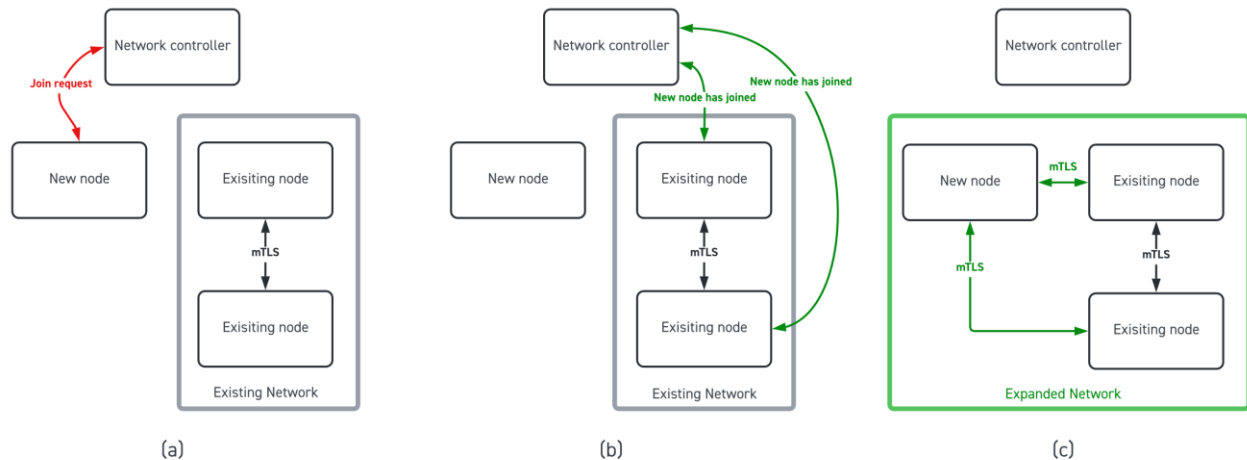 Network controller
Join request
New node
Exisiting node
mTLS
Exisiting node
Existing Network
(a)
Network controller
New node has joined
New node has joined
New node
Exisiting node
mTLS
Exisiting node
Existing Network
(b)
Network controller
New node
mTLS
Exisiting node
mTLS
mTLS
Exisiting node
Expanded Network
(c)